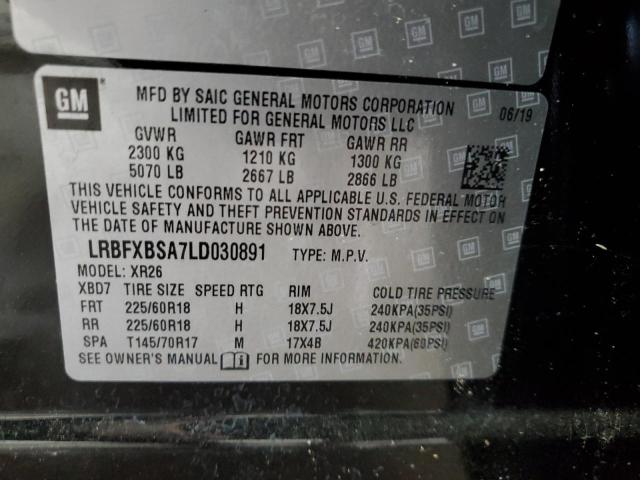 GM
MFD BY SAIC GENERAL MOTORS CORPORATION
LIMITED FOR GENERAL MOTORS LLC
06/19
GVWR GAWR FRT GAWR RR
2300 KG 1210 KG 1300 KG
5070 LB 2667 LB 2866 LB
THIS VEHICLE CONFORMS TO ALL APPLICABLE U.S. FEDERAL MOTOR
VEHICLE SAFETY AND THEFT PREVENTION STANDARDS IN EFFECT ON
THE DATE OF MANUFACTURE SHOWN ABOVE.
LRBFXBSA7LD030891 TYPE: M.P.V.
MODEL: XR26
XBD7 TIRE SIZE SPEED RTG RIM COLD TIRE PRESSURE
FRT 225/60R18 H 18X7.5J 240KPA(35PSI)
RR 225/60R18 H 18X7.5J 240KPA(35PSI)
SPA T145/70R17 M 17X4B 420KPA(60PSI)
SEE OWNER'S MANUAL FOR MORE INFORMATION.